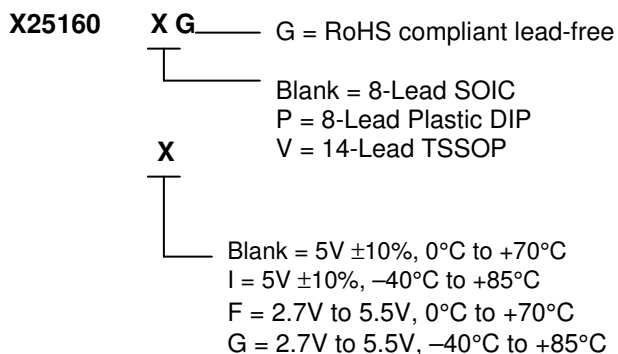 X25160 X G G = RoHS compliant lead-free
Blank = 8-Lead SOIC
P = 8-Lead Plastic DIP
V = 14-Lead TSSOP
X
Blank = 5V ±10%, 0°C to +70°C
I = 5V ±10%, –40°C to +85°C
F = 2.7V to 5.5V, 0°C to +70°C
G = 2.7V to 5.5V, –40°C to +85°C